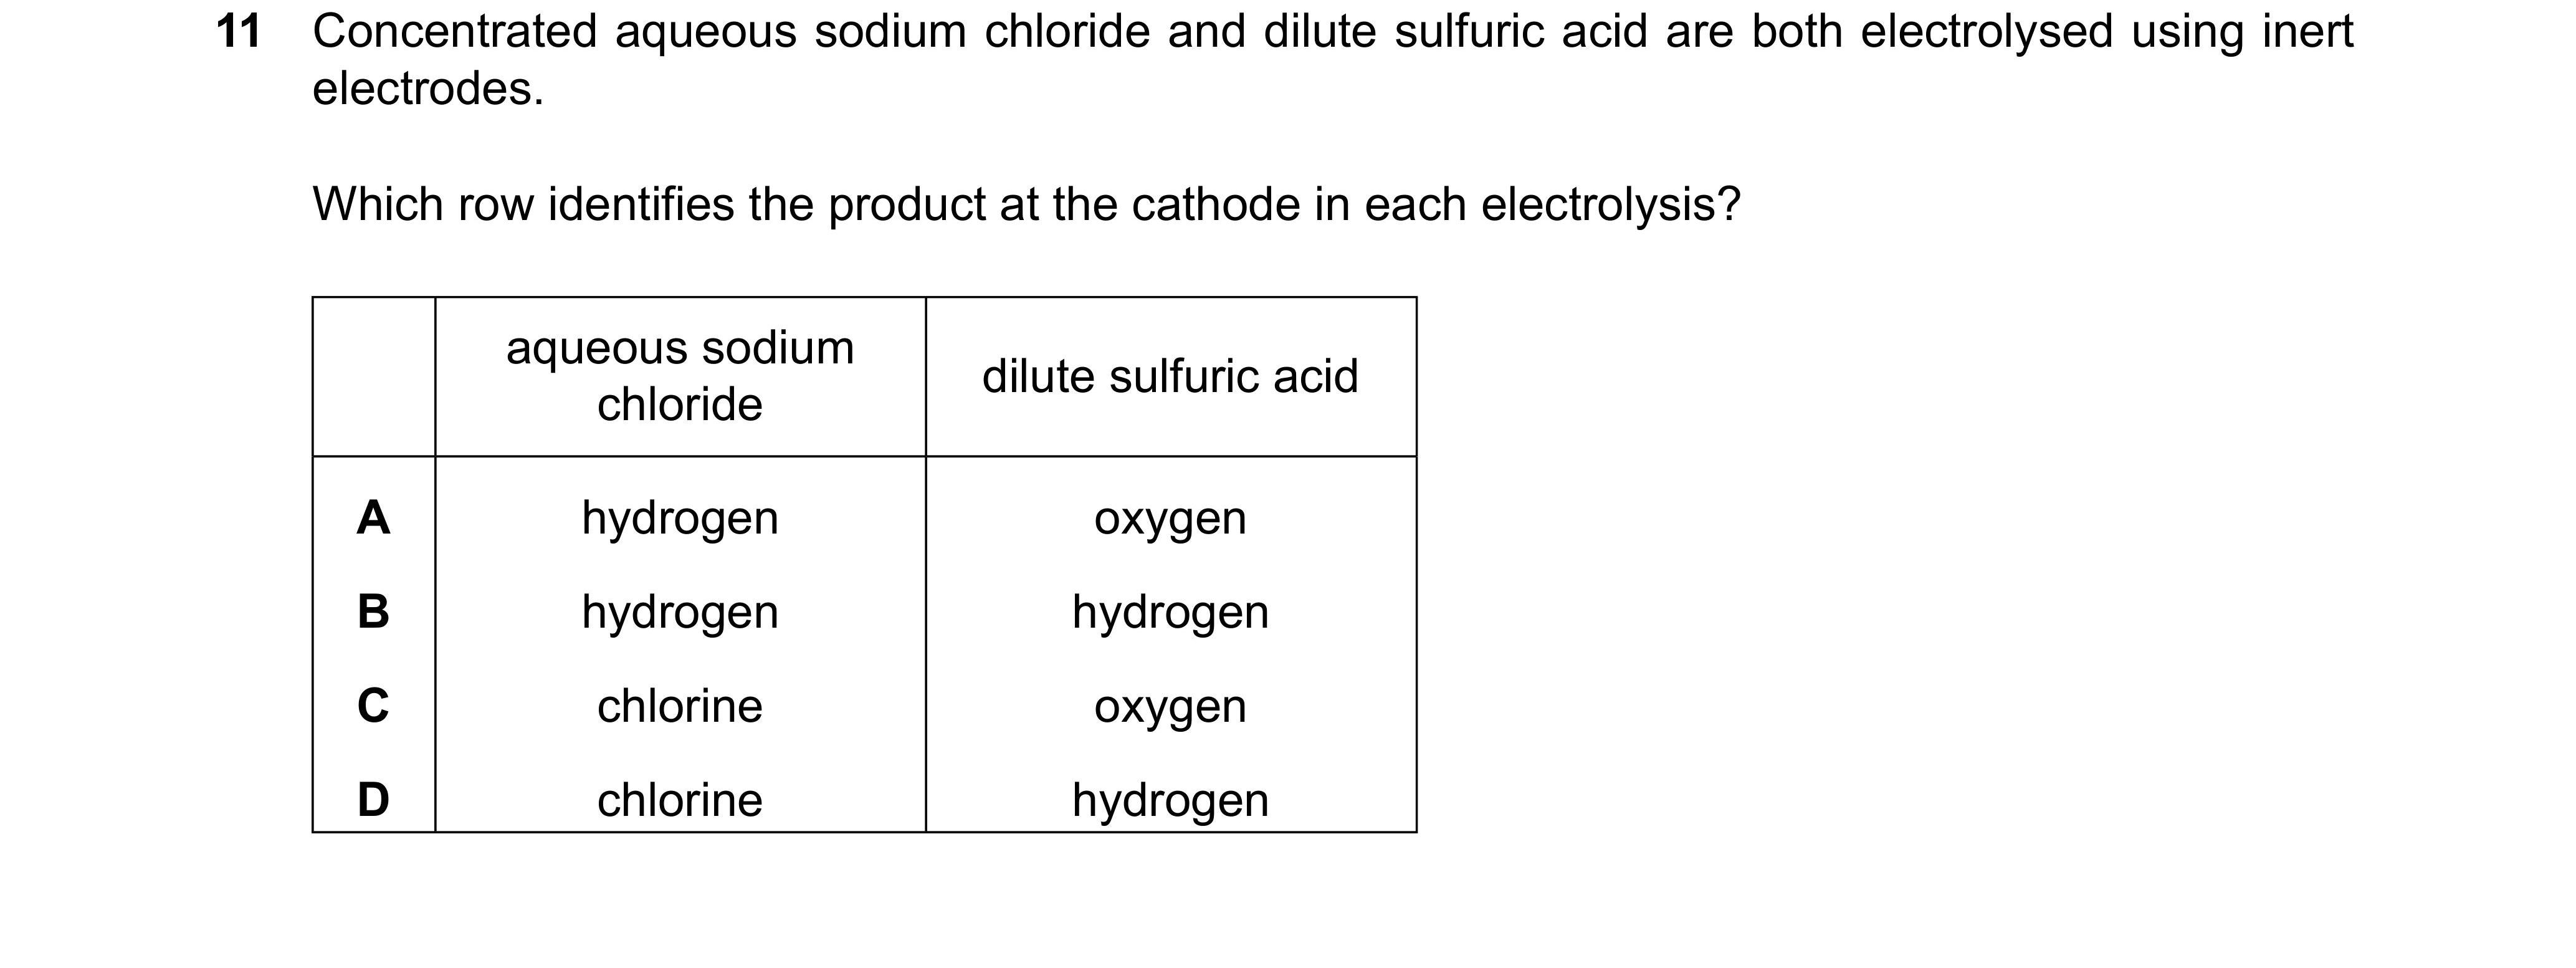 11 Concentrated aqueous sodium chloride and dilute sulfuric acid are both electrolysed using inert
electrodes.
Which row identifies the product at the cathode in each electrolysis?
aqueous sodium
chloride
dilute sulfuric acid
A hydrogen oxygen
B hydrogen hydrogen
C chlorine oxygen
D chlorine hydrogen